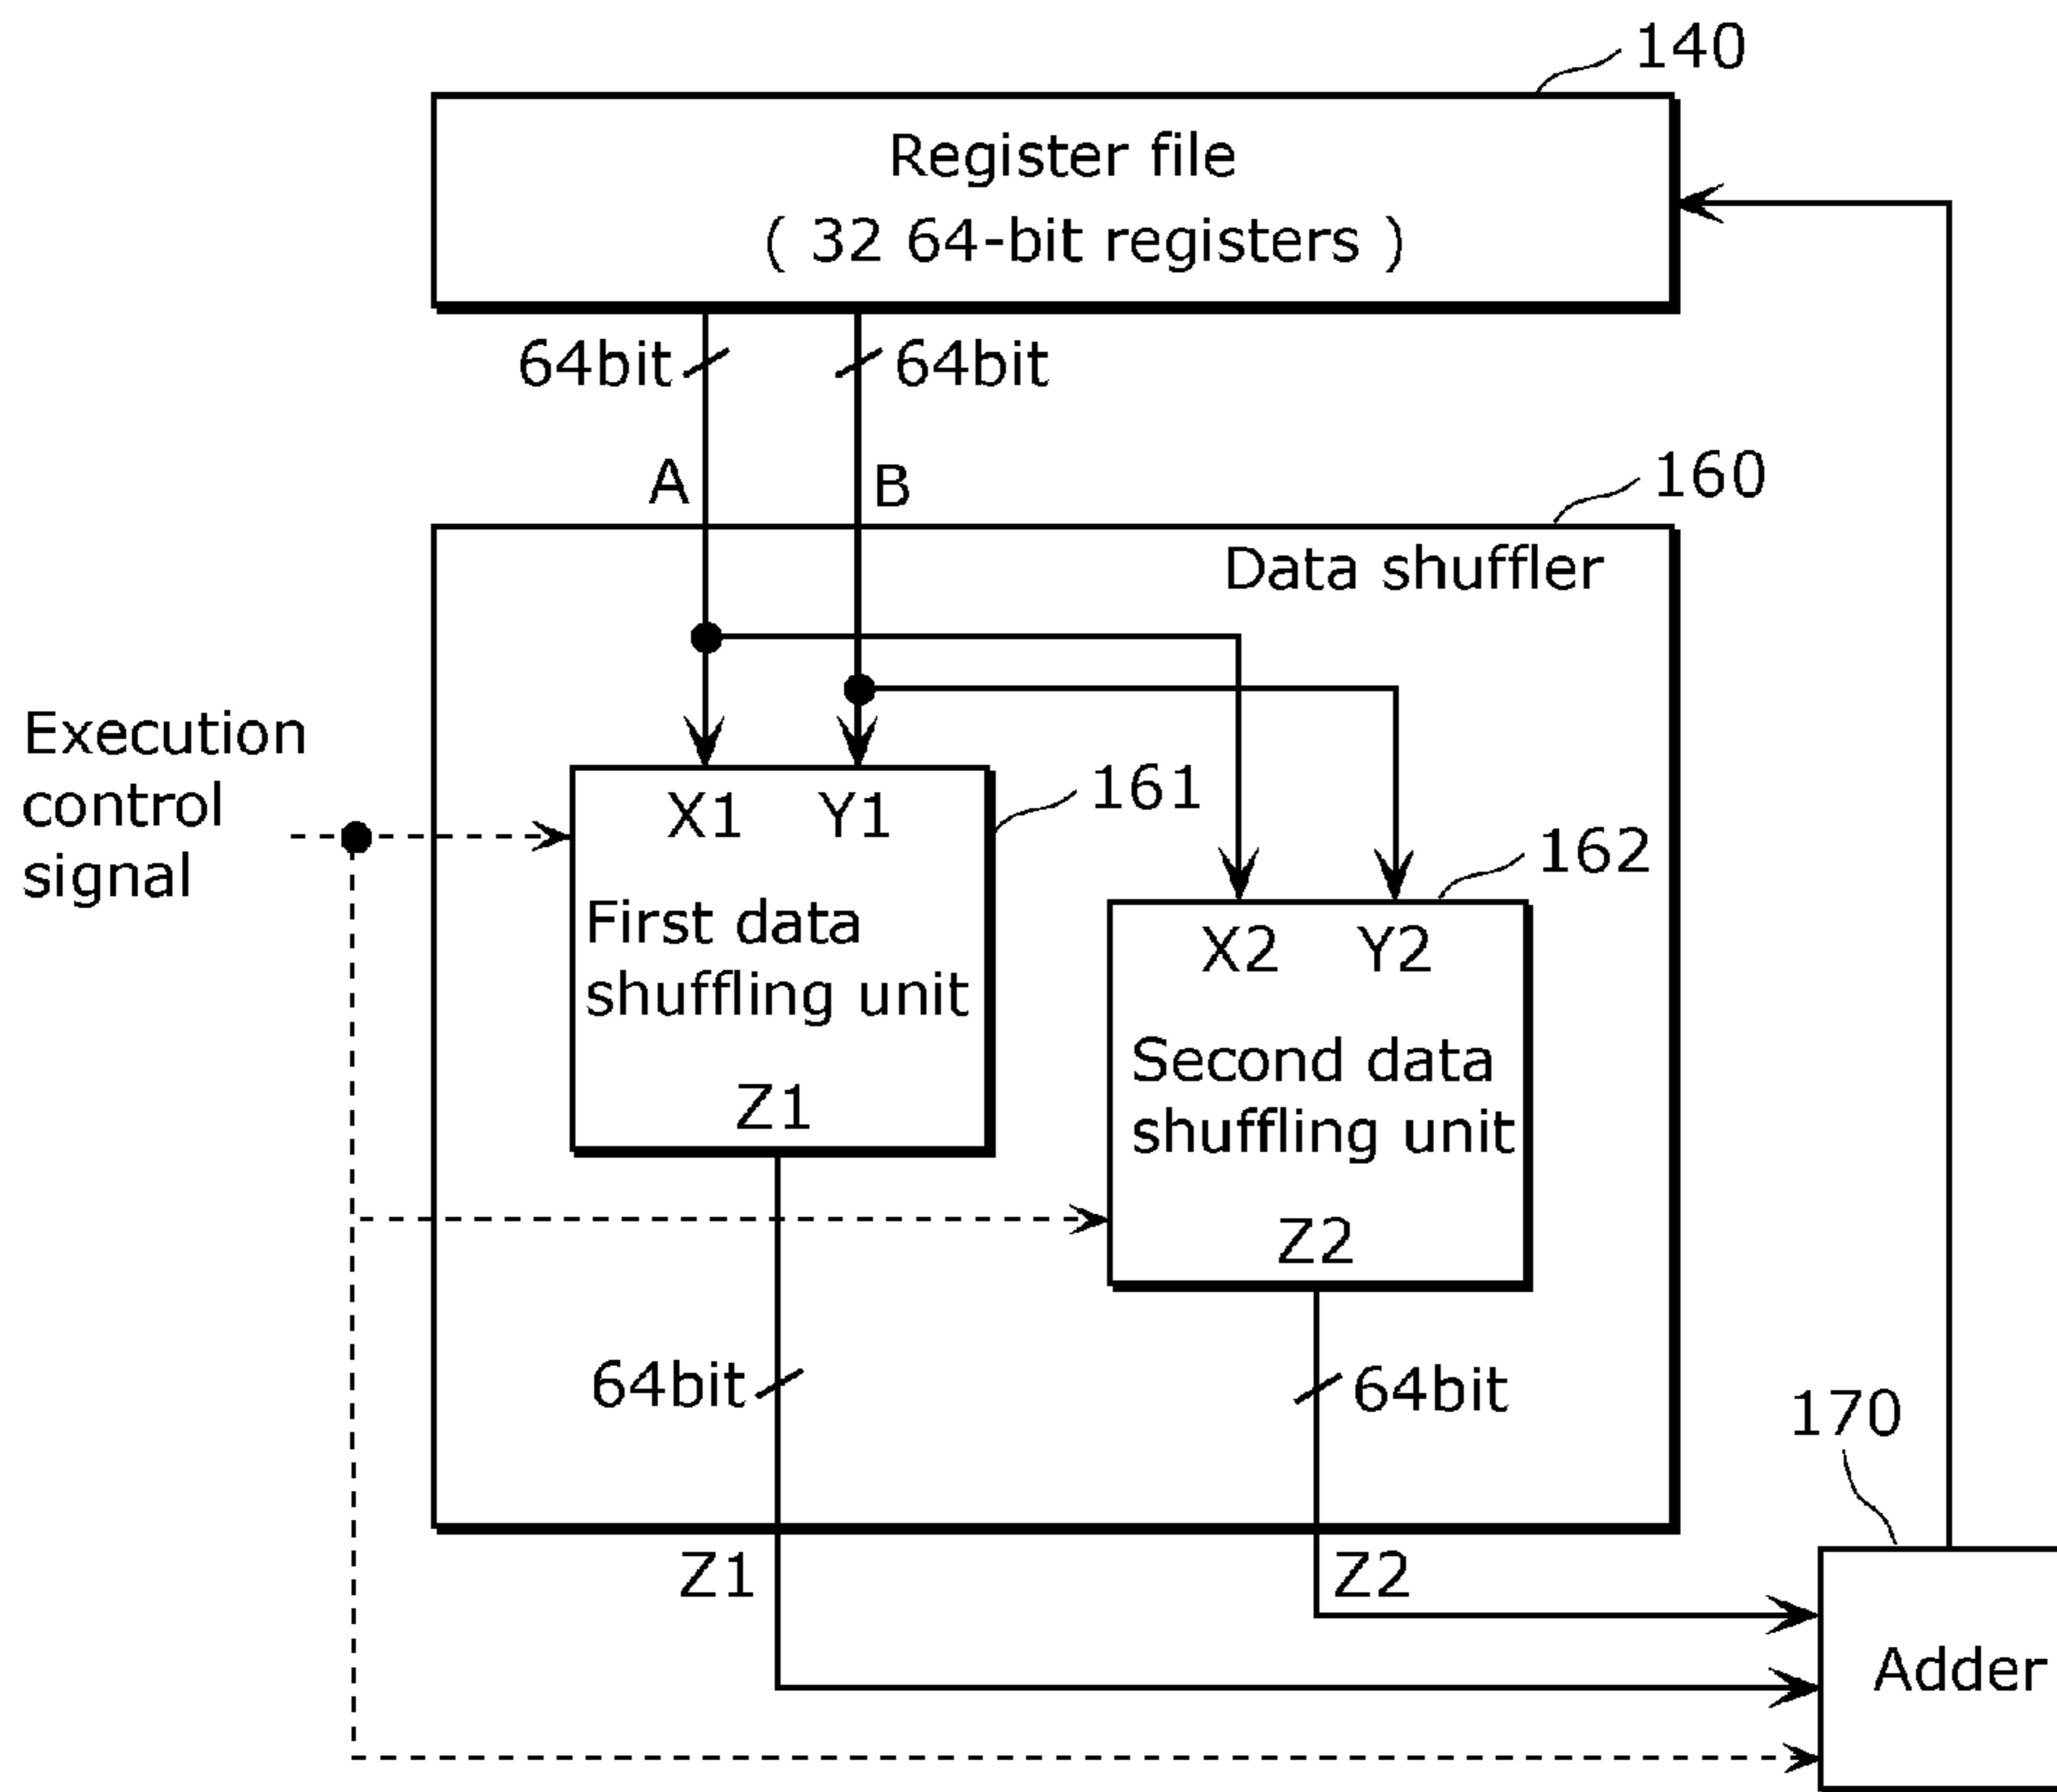 140
Register file
( 32 64-bit registers )
64bit
64bit
A
B
160
Data shuffler
Execution
control
signal
X1
Y1
161
First data
shuffling unit
Z1
162
X2
Y2
Second data
shuffling unit
Z2
64bit
64bit
170
Z1
Z2
Adder